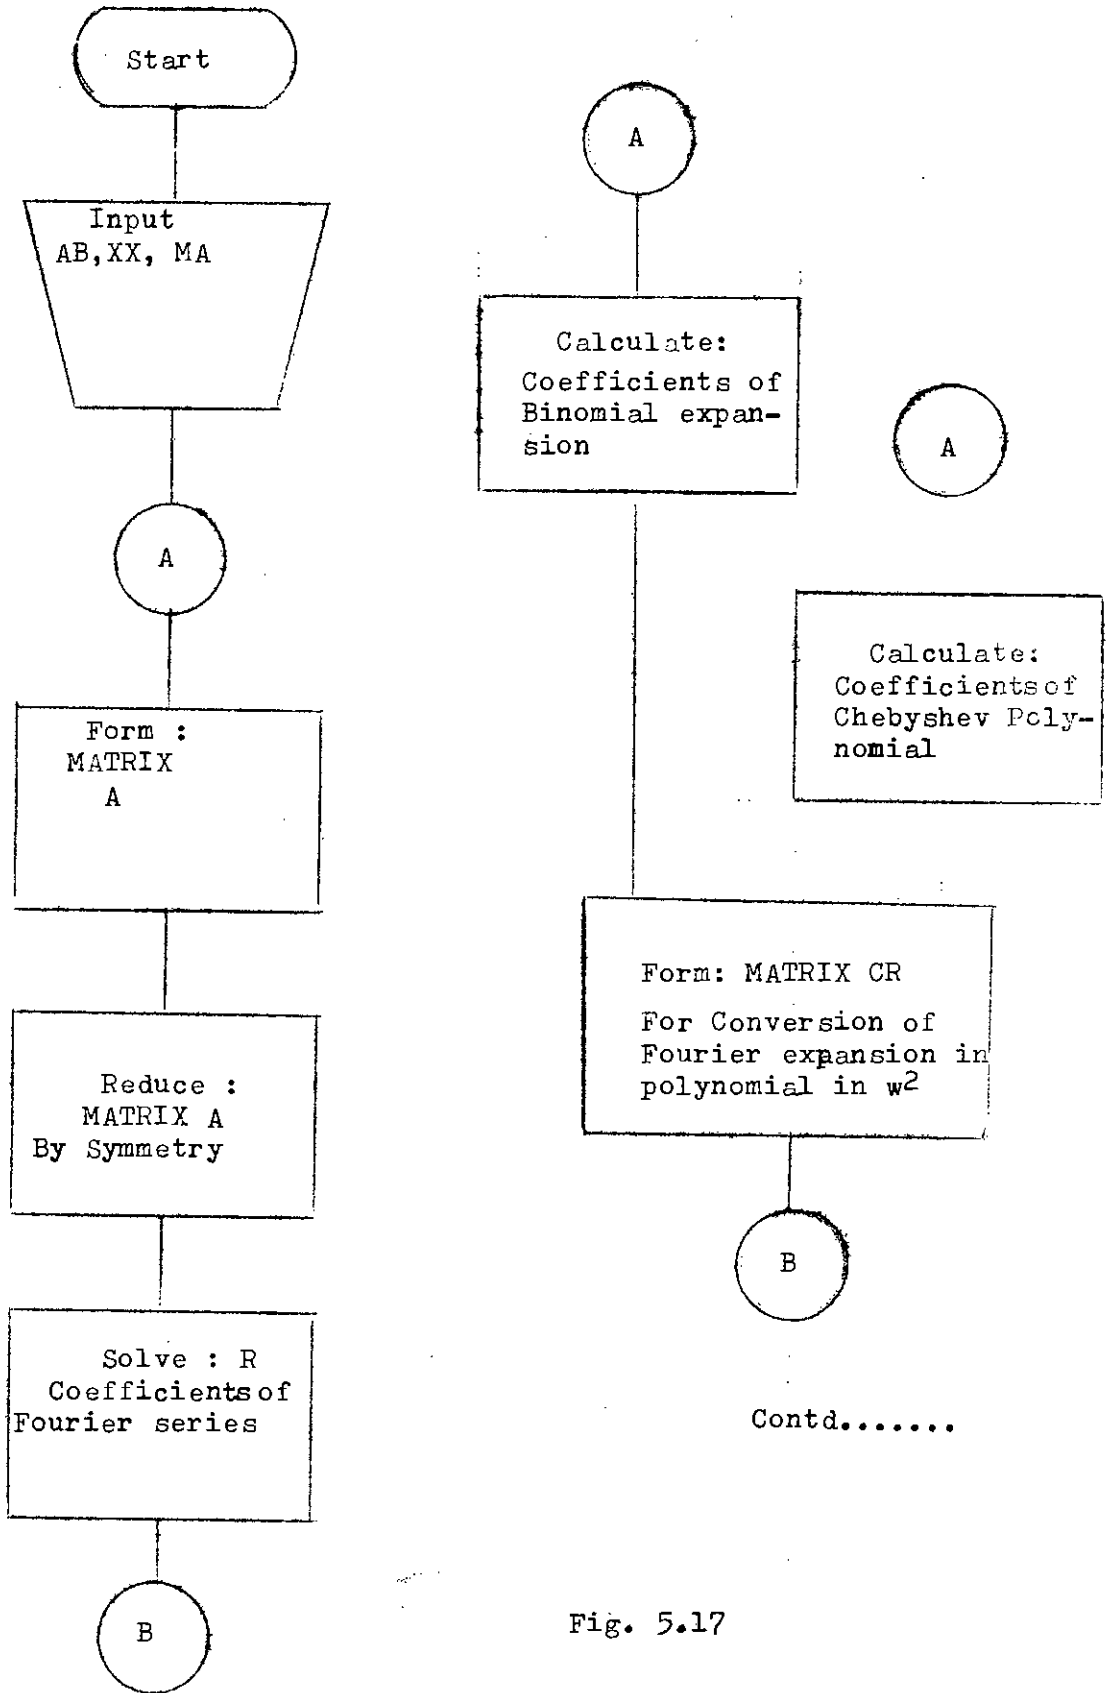 Start
Input
AB,XX, MA
A
Form :
MATRIX
A
Reduce :
MATRIX A
By Symmetry
Solve : R
Coefficients of
Fourier series
B
A
Calculate:
Coefficients of
Binomial expan-
sion
A
Calculate:
Coefficients of
Chebyshev Poly-
nomial
Form: MATRIX CR
For Conversion of
Fourier expansion in
polynomial in w²
B
Contd.......
Fig. 5.17